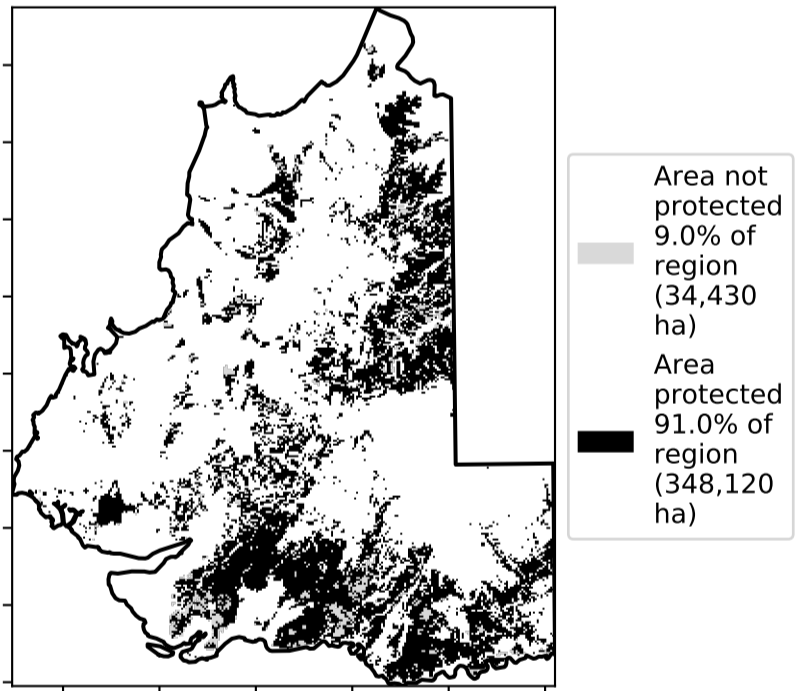 Area not
protected
9.0% of
region
(34,430
ha)
Area
protected
91.0% of
region
(348,120
ha)